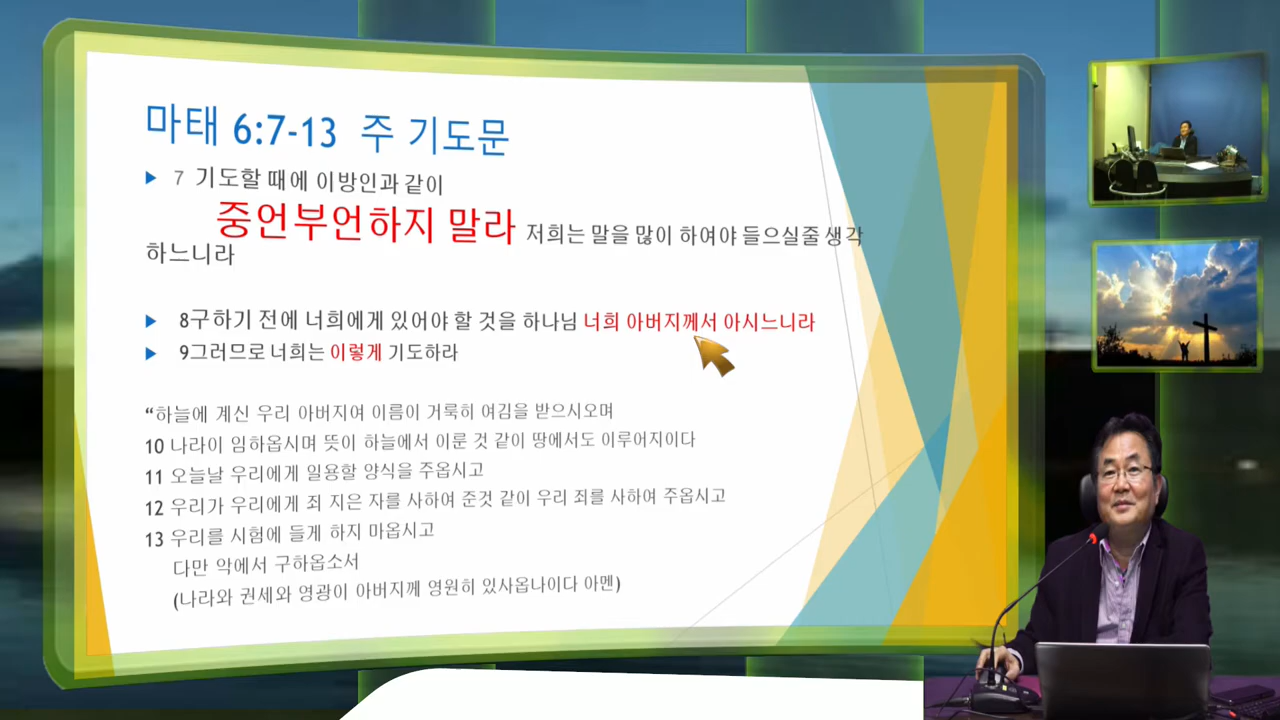 마태 6:7-13 주 기도문
7 기도할 때에 이방인과 같이
중언부언하지 말라 저희는 말을 많이 하여야 들으실줄 생각
하느니라
8구하기 전에 너희에게 있어야 할 것을 하나님 너희 아버지께서 아시느니라
9그러므로 너희는 이렇게 기도하라
“하늘에 계신 우리 아버지여 이름이 거룩히 여김을 받으시오며
10 나라이 임하옵시며 뜻이 하늘에서 이룬 것 같이 땅에서도 이루어지이다
11 오늘날 우리에게 일용할 양식을 주옵시고
12 우리가 우리에게 죄 지은 자를 사하여 준것 같이 우리 죄를 사하여 주옵시고
13 우리를 시험에 들게 하지 마옵시고
다만 악에서 구하옵소서
(나라와 권세와 영광이 아버지께 영원히 있사옵나이다 아멘)